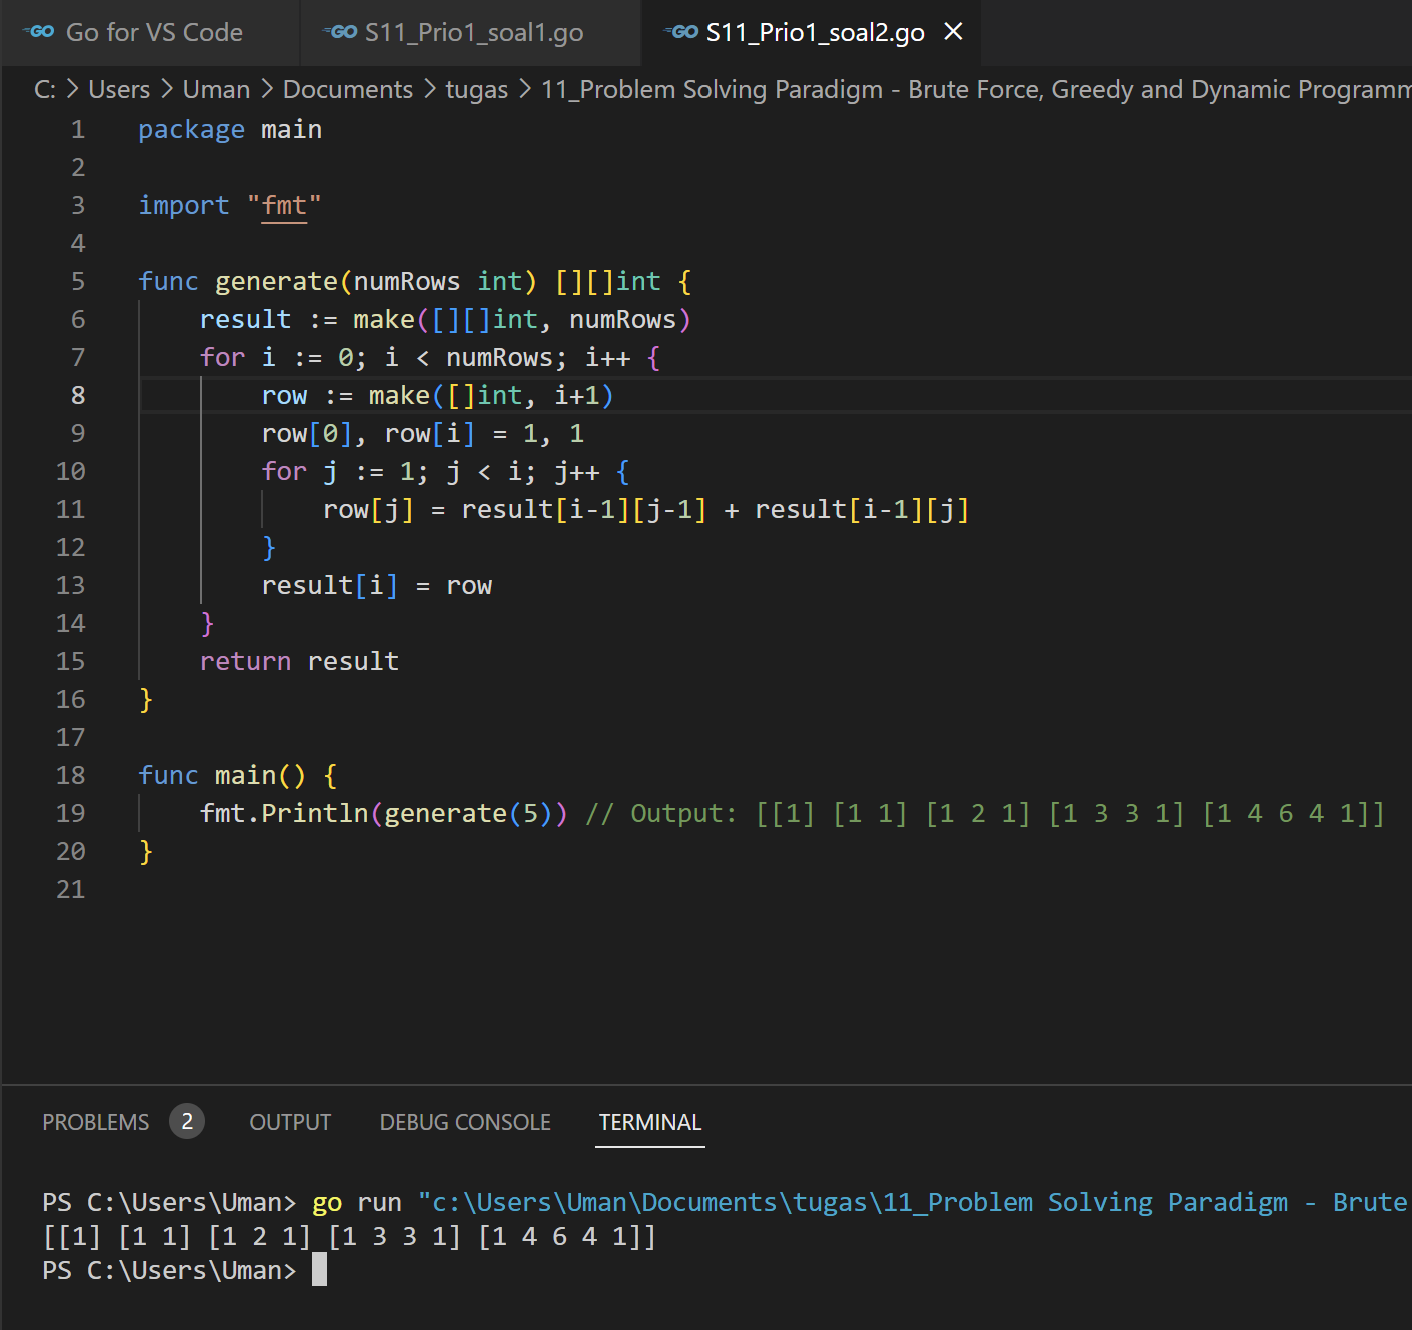 GO Go for VS Code GO S11_Prio1_soal1.go GO S11_Prio1_soal2.go
C: > Users > Uman > Documents > tugas > 11_Problem Solving Paradigm - Brute Force, Greedy and Dynamic Programm
1 package main
2
3 import "fmt"
4
5 func generate(numRows int) [][]int {
6     result := make([][]int, numRows)
7     for i := 0; i < numRows; i++ {
8         row := make([]int, i+1)
9         row[0], row[i] = 1, 1
10         for j := 1; j < i; j++ {
11             row[j] = result[i-1][j-1] + result[i-1][j]
12         }
13         result[i] = row
14     }
15     return result
16 }
17
18 func main() {
19     fmt.Println(generate(5)) // Output: [[1] [1 1] [1 2 1] [1 3 3 1] [1 4 6 4 1]]
20 }
21
PROBLEMS 2 OUTPUT DEBUG CONSOLE TERMINAL
PS C:\Users\Uman> go run "c:\Users\Uman\Documents\tugas\11_Problem Solving Paradigm - Brute
[[1] [1 1] [1 2 1] [1 3 3 1] [1 4 6 4 1]]
PS C:\Users\Uman>